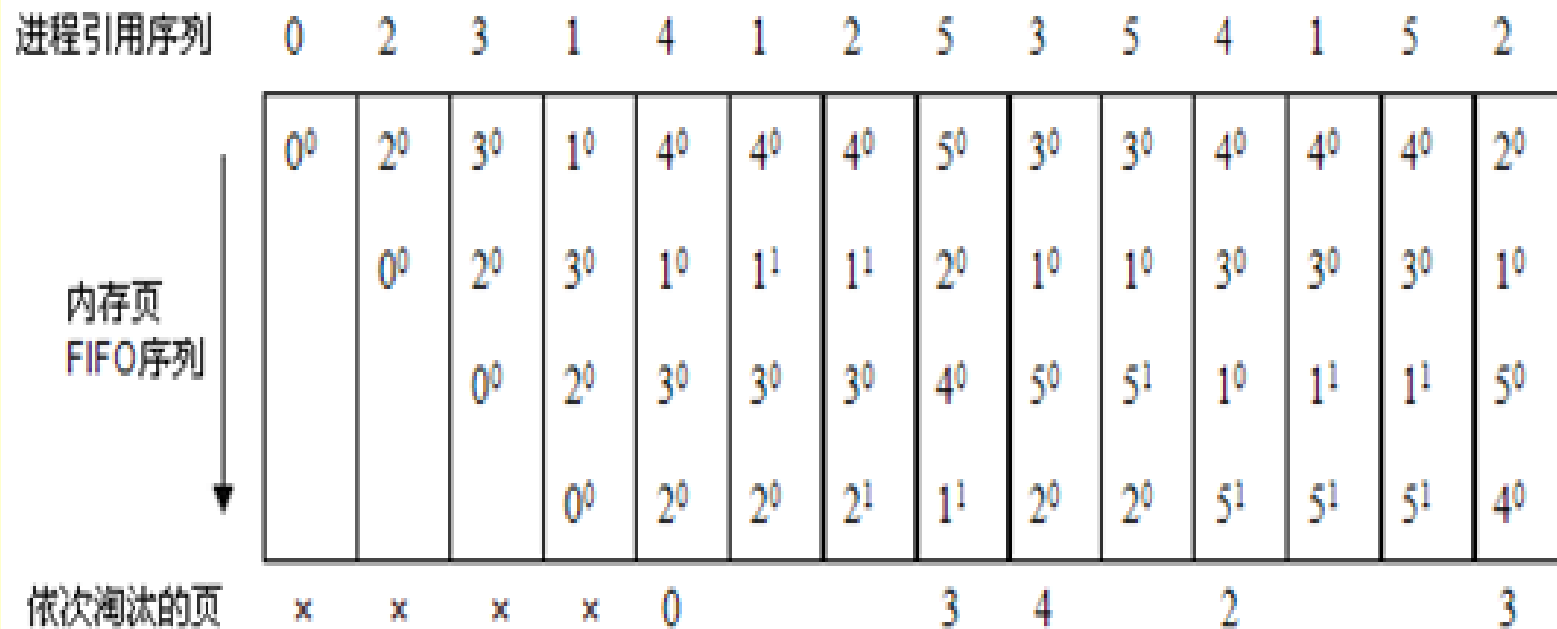 进程引用序列 0 2 3 1 4 1 2 5 3 5 4 1 5 2
0⁰ 2⁰ 3⁰ 1⁰ 4⁰ 4⁰ 4⁰ 5⁰ 3⁰ 3⁰ 4⁰ 4⁰ 4⁰ 2⁰
0⁰ 2⁰ 3⁰ 1⁰ 1¹ 1¹ 2⁰ 1⁰ 1⁰ 3⁰ 3⁰ 3⁰ 1⁰
内存页
FIFO序列
0⁰ 2⁰ 3⁰ 3⁰ 3⁰ 4⁰ 5⁰ 5¹ 1⁰ 1¹ 1¹ 5⁰
0⁰ 2⁰ 2⁰ 2¹ 1¹ 2⁰ 2⁰ 5¹ 5¹ 5¹ 4⁰
依次淘汰的页 × × × × 0 3 4 2 3